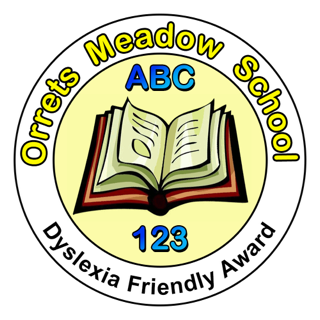 Orrets Meadow School
ABC
123
Dyslexia Friendly Award